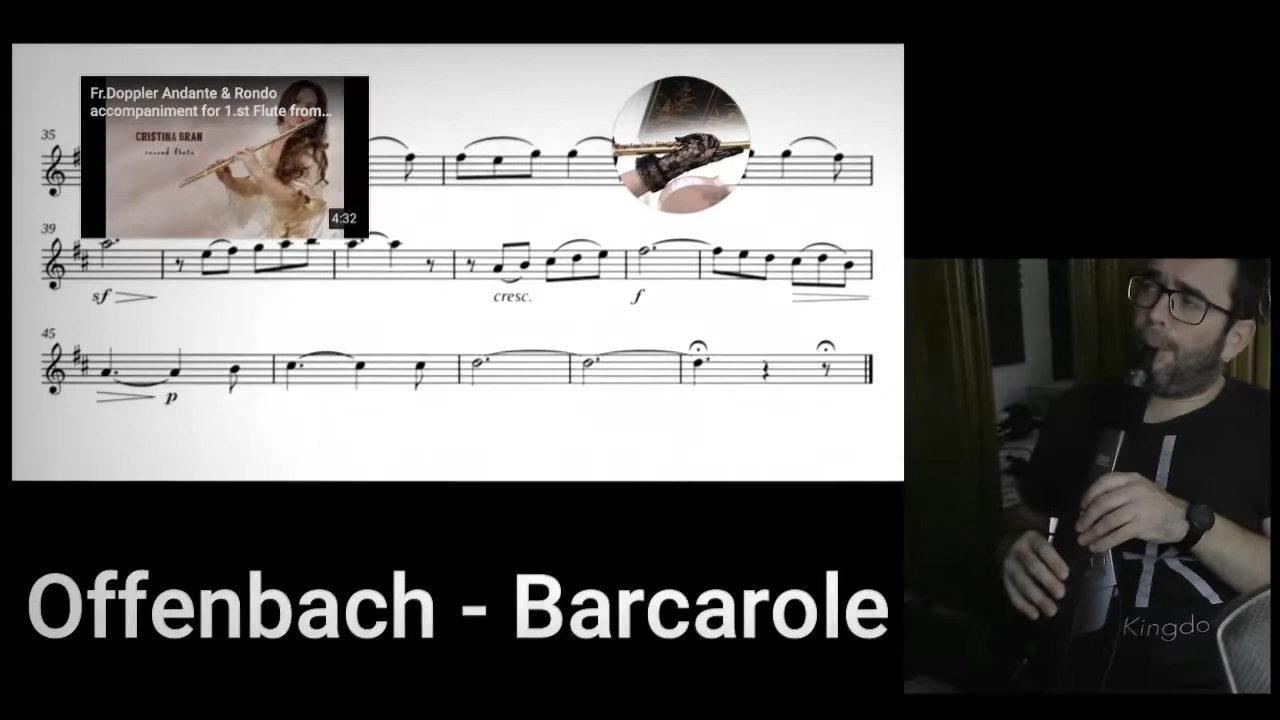 Fr.Doppler Andante & Rondo
accompaniment for 1.st Flute from...
CRISTINA BRAN
second flute
4:32
35
39
sf
cresc.
f
45
p
Offenbach - Barcarole
Kingdo